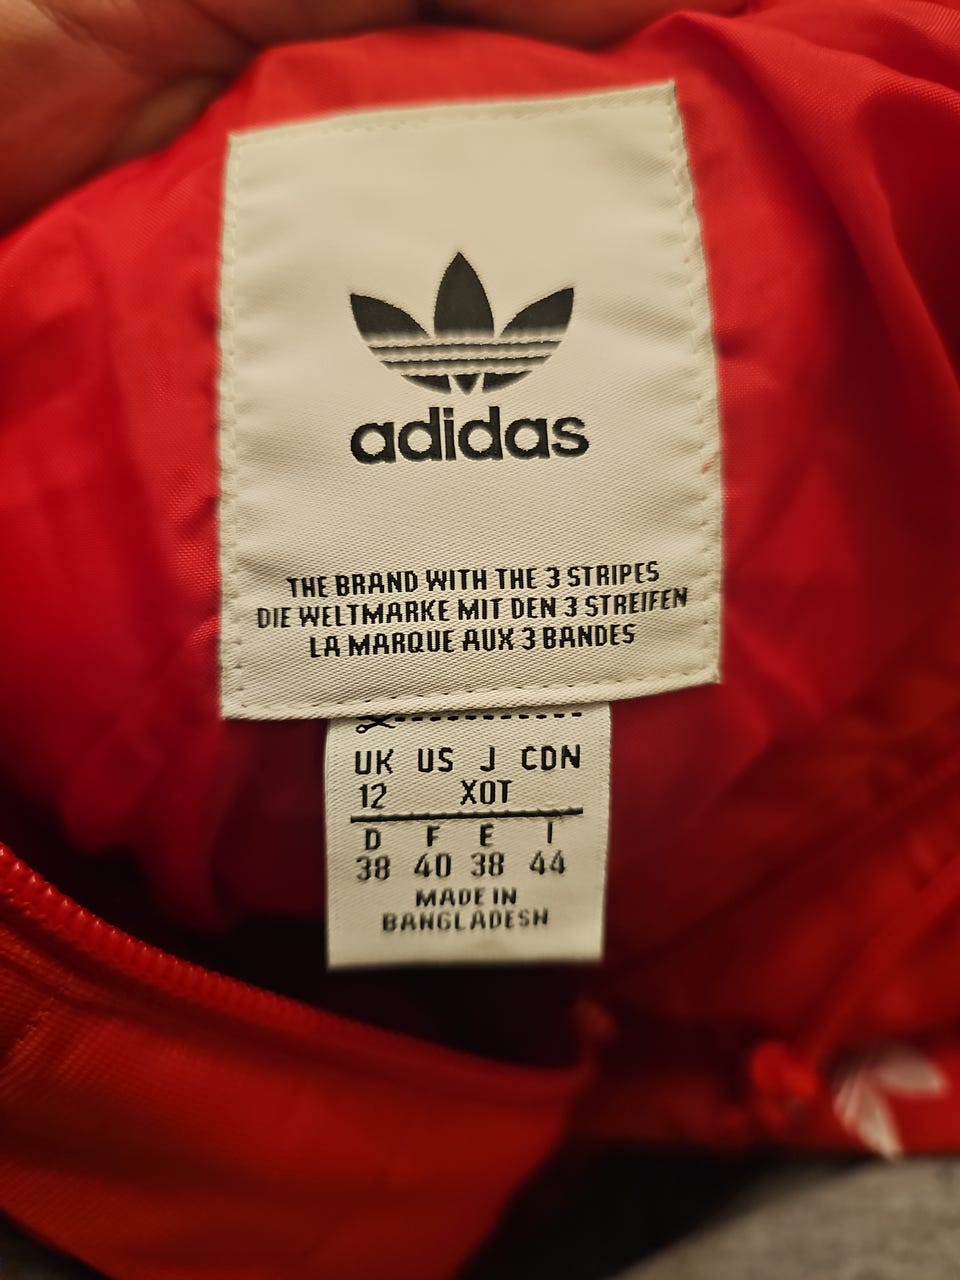 adidas
THE BRAND WITH THE 3 STRIPES
DIE WELTMARKE MIT DEN 3 STREIFEN
LA MARQUE AUX 3 BANDES
UK US J CDN
12 XOT
D F E I
38 40 38 44
MADE IN
BANGLADESH